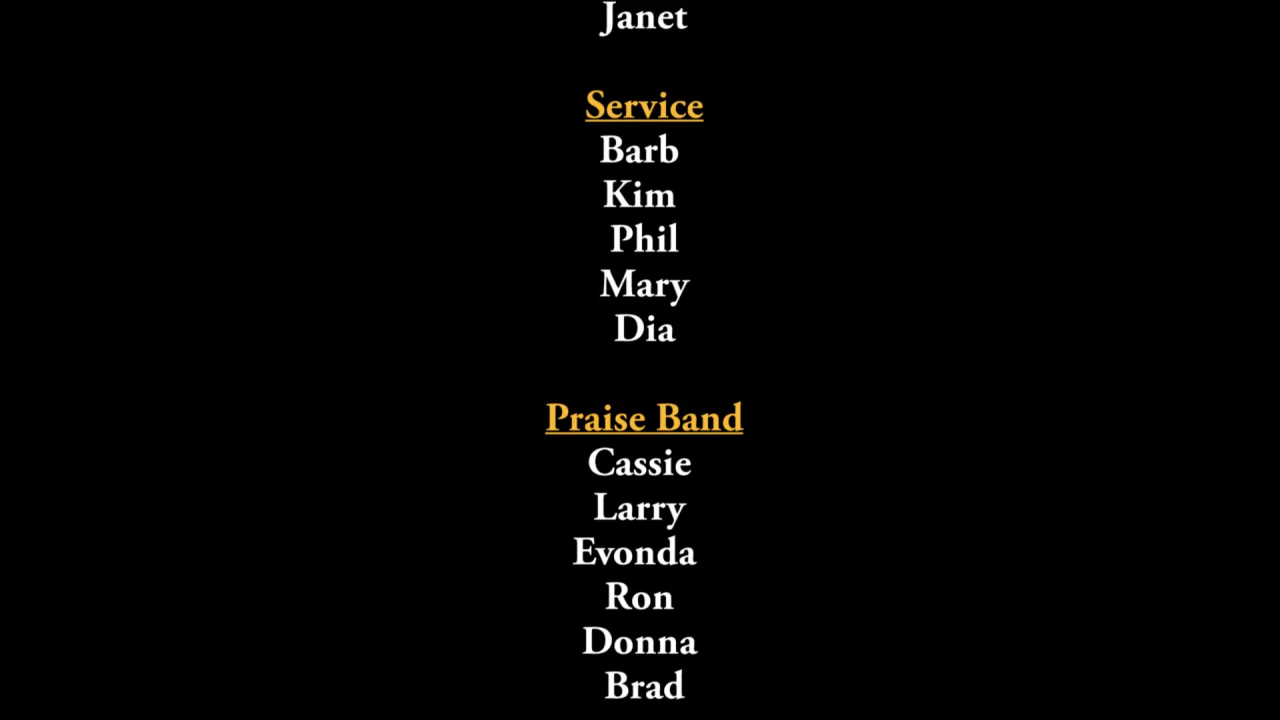 Janet
Service
Barb
Kim
Phil
Mary
Dia
Praise Band
Cassie
Larry
Evonda
Ron
Donna
Brad